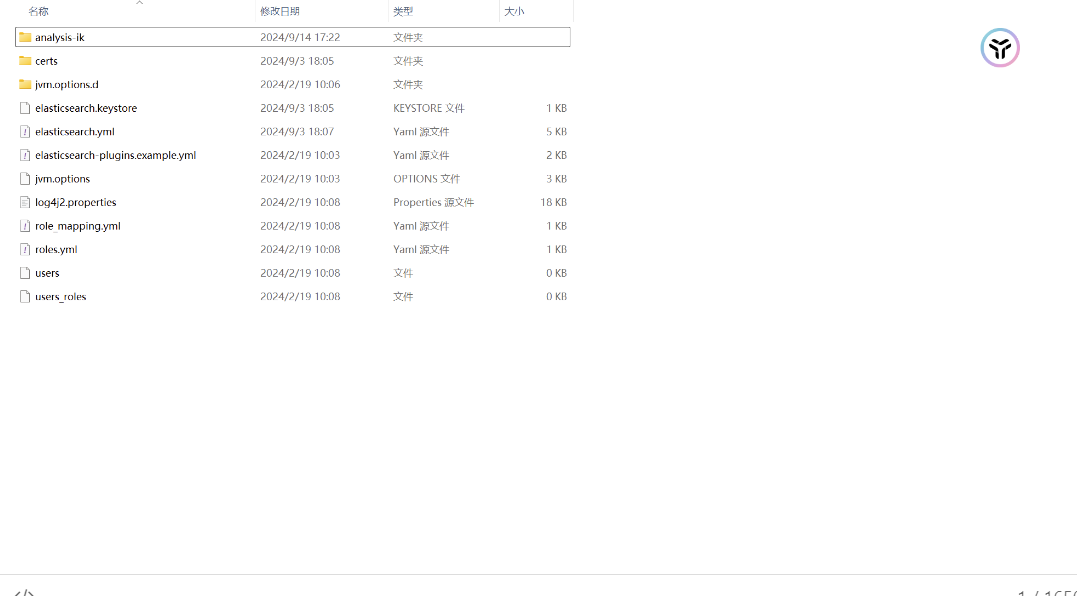 名称 修改日期 类型 大小
analysis-ik 2024/9/14 17:22 文件夹
certs 2024/9/3 18:05 文件夹
jvm.options.d 2024/2/19 10:06 文件夹
elasticsearch.keystore 2024/9/3 18:05 KEYSTORE 文件 1 KB
elasticsearch.yml 2024/9/3 18:07 Yaml 源文件 5 KB
elasticsearch-plugins.example.yml 2024/2/19 10:03 Yaml 源文件 2 KB
jvm.options 2024/2/19 10:03 OPTIONS 文件 3 KB
log4j2.properties 2024/2/19 10:08 Properties 源文件 18 KB
role_mapping.yml 2024/2/19 10:08 Yaml 源文件 1 KB
roles.yml 2024/2/19 10:08 Yaml 源文件 1 KB
users 2024/2/19 10:08 文件 0 KB
users_roles 2024/2/19 10:08 文件 0 KB